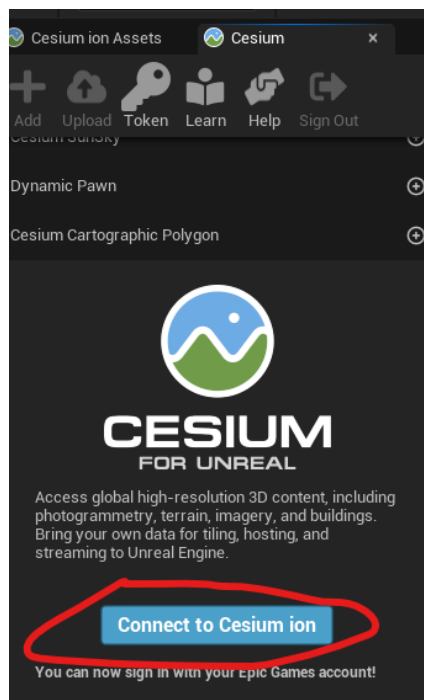 Cesium ion Assets
Cesium
Add Upload Token Learn Help Sign Out
Cesium SunSky
Dynamic Pawn
Cesium Cartographic Polygon
CESIUM
FOR UNREAL
Access global high-resolution 3D content, including
photogrammetry, terrain, imagery, and buildings.
Bring your own data for tiling, hosting, and
streaming to Unreal Engine.
Connect to Cesium ion
You can now sign in with your Epic Games account!